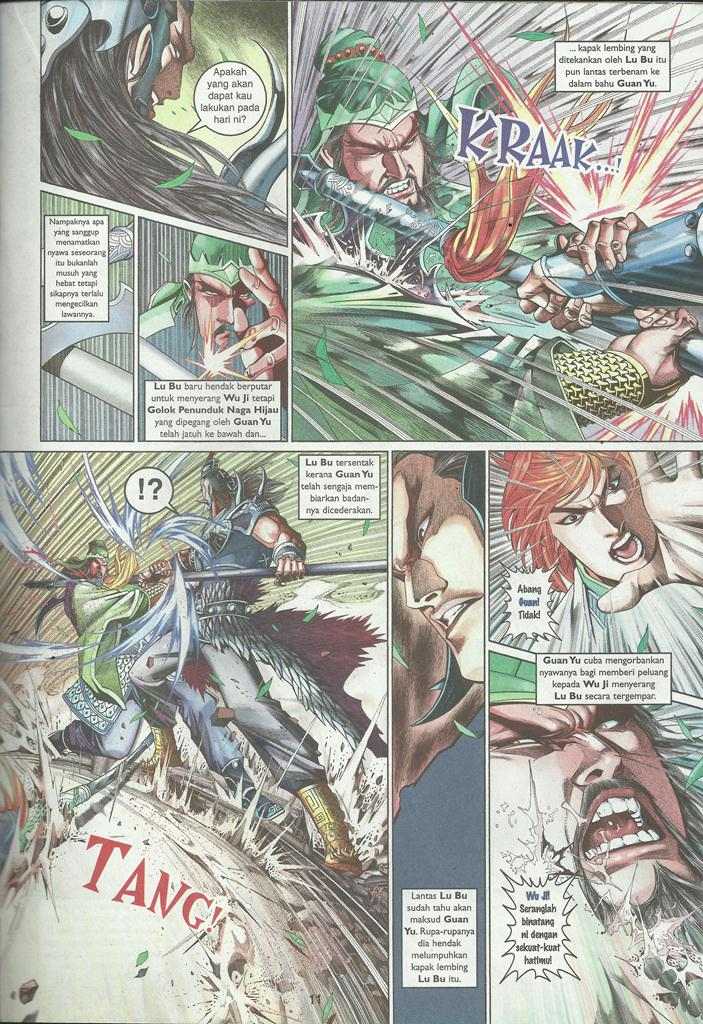 Apakah
yang akan
dapat kau
lakukan pada
hari ni?
... kapak lembing yang
ditekankan oleh Lu Bu itu
pun lantas terbenam ke
dalam bahu Guan Yu.
KRAAK...!
Nampaknya apa
yang sanggup
menamatkan
nyawa seseorang
itu bukanlah
musuh yang
hebat tetapi
sikapnya terlalu
mengecilkan
lawannya.
Lu Bu baru hendak berputar
untuk menyerang Wu Ji tetapi
Golok Penunduk Naga Hijau
yang dipegang oleh Guan Yu
telah jatuh ke bawah dan...
!?
Lu Bu tersentak
kerana Guan Yu
telah sengaja mem-
biarkan badan-
nya dicederakan.
TANG!
Lantas Lu Bu
sudah tahu akan
maksud Guan
Yu. Rupa-rupanya
dia hendak
melumpuhkan
kapak lembing
Lu Bu itu.
Abang
Guan!
Tidak!
Guan Yu cuba mengorbankan
nyawanya bagi memberi peluang
kepada Wu Ji menyerang
Lu Bu secara tergempar.
Wu Ji!
Seranglah
binatang
ni dengan
sekuat-kuat
hatimu!
11